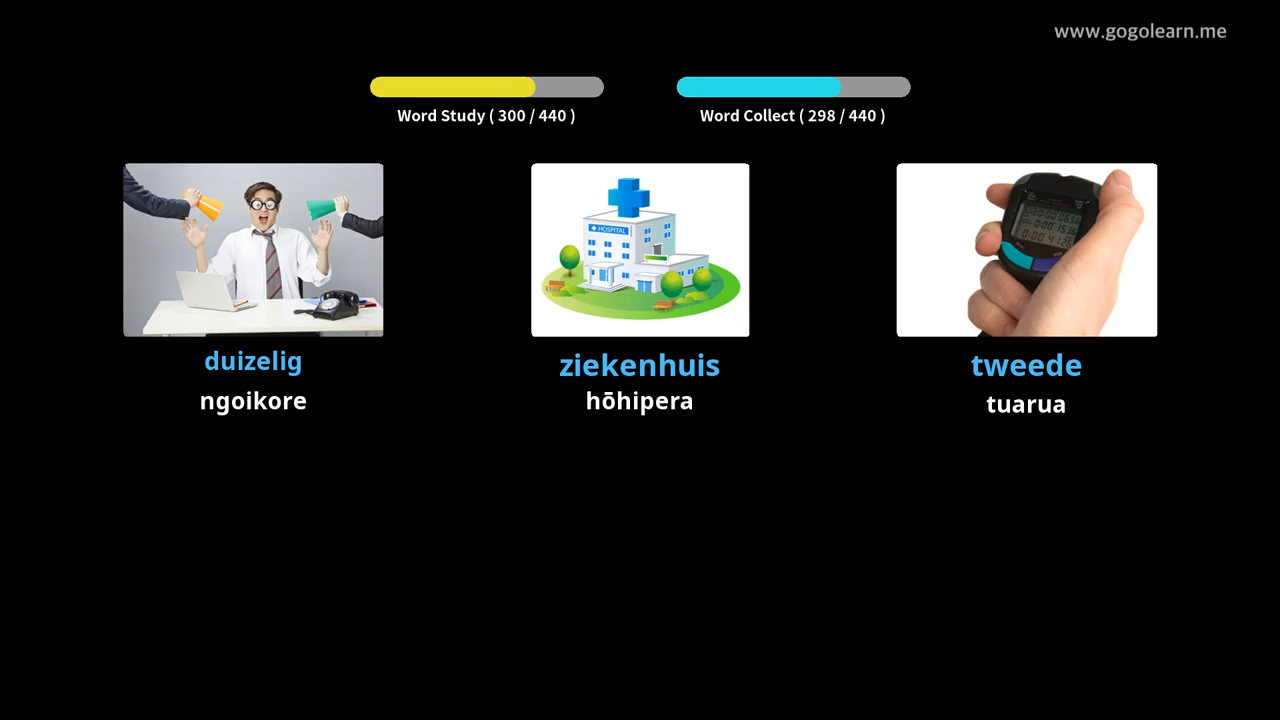 www.gogolearn.me
Word Study ( 300 / 440 )
Word Collect ( 298 / 440 )
HOSPITAL
duizelig
ngoikore
ziekenhuis
hōhipera
tweede
tuarua